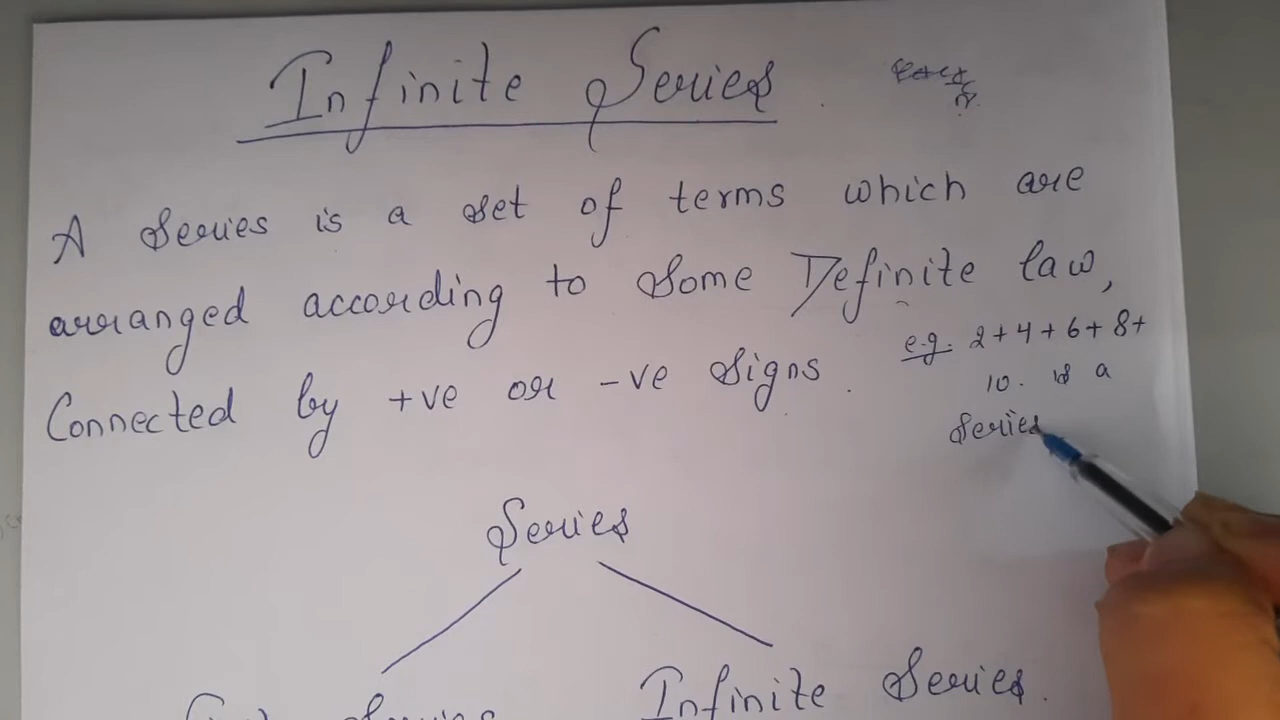 Infinite Series
A Series is a set of terms which are
arranged according to Some Definite law,
Connected by +ve or -ve Signs.
e.g. 2+4+6+8+
10. is a
Series
Series
Series
Infinite Series.